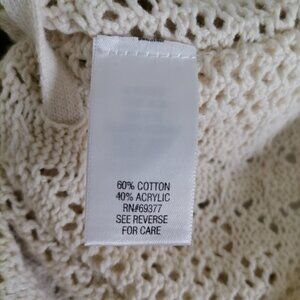 60% COTTON
40% ACRYLIC
RN#69377
SEE REVERSE
FOR CARE